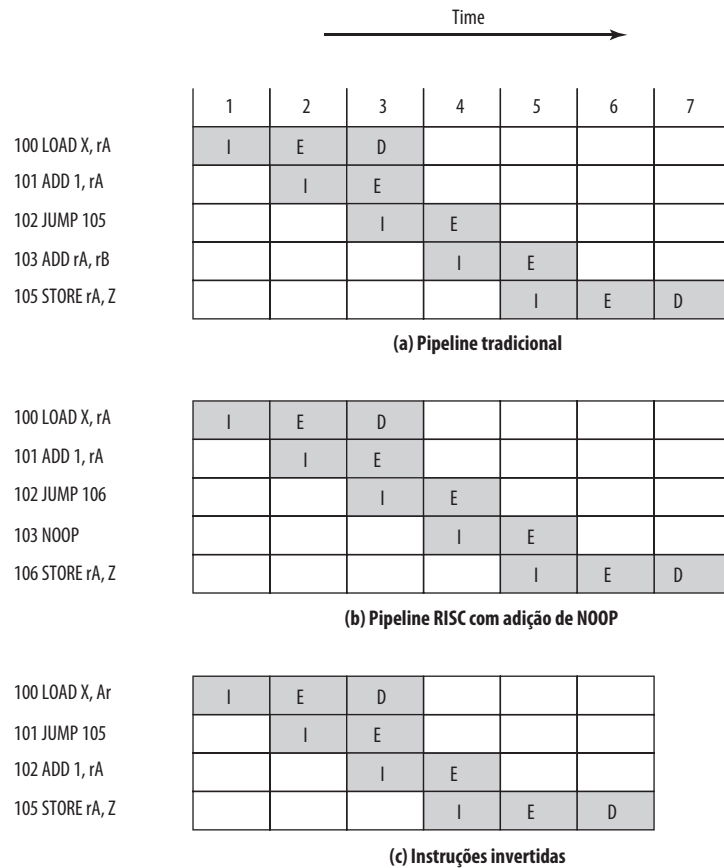 Time
1 2 3 4 5 6 7
100 LOAD X, rA I E D
101 ADD 1, rA I E
102 JUMP 105 I E
103 ADD rA, rB I E
105 STORE rA, Z I E D
(a) Pipeline tradicional
100 LOAD X, rA I E D
101 ADD 1, rA I E
102 JUMP 106 I E
103 NOOP I E
106 STORE rA, Z I E D
(b) Pipeline RISC com adição de NOOP
100 LOAD X, Ar I E D
101 JUMP 105 I E
102 ADD 1, rA I E
105 STORE rA, Z I E D
(c) Instruções invertidas